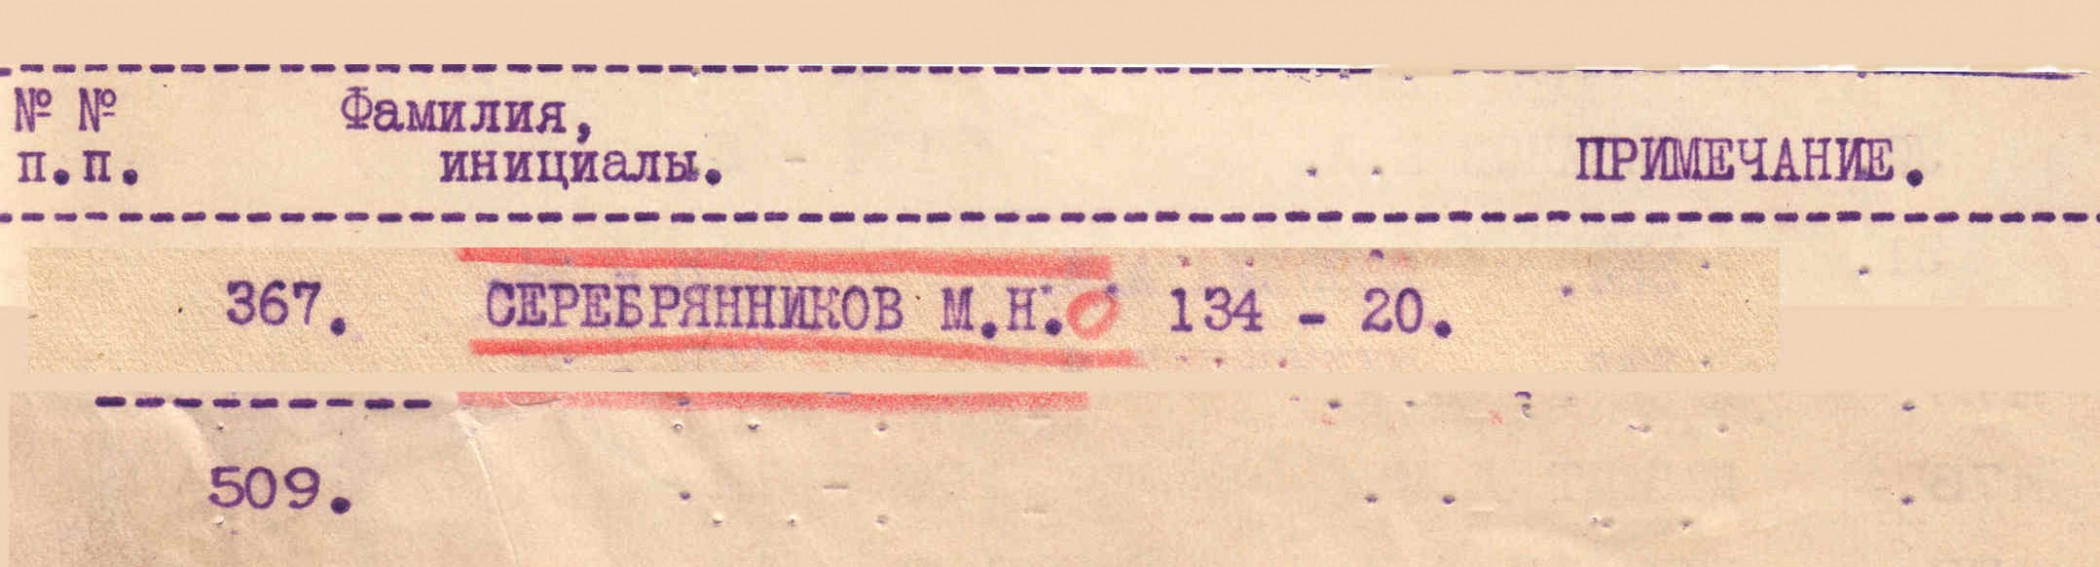 № № Фамилия,
п.п. инициалы. ПРИМЕЧАНИЕ.
367. СЕРЕБРЯННИКОВ М.Н. 134 - 20.
509.